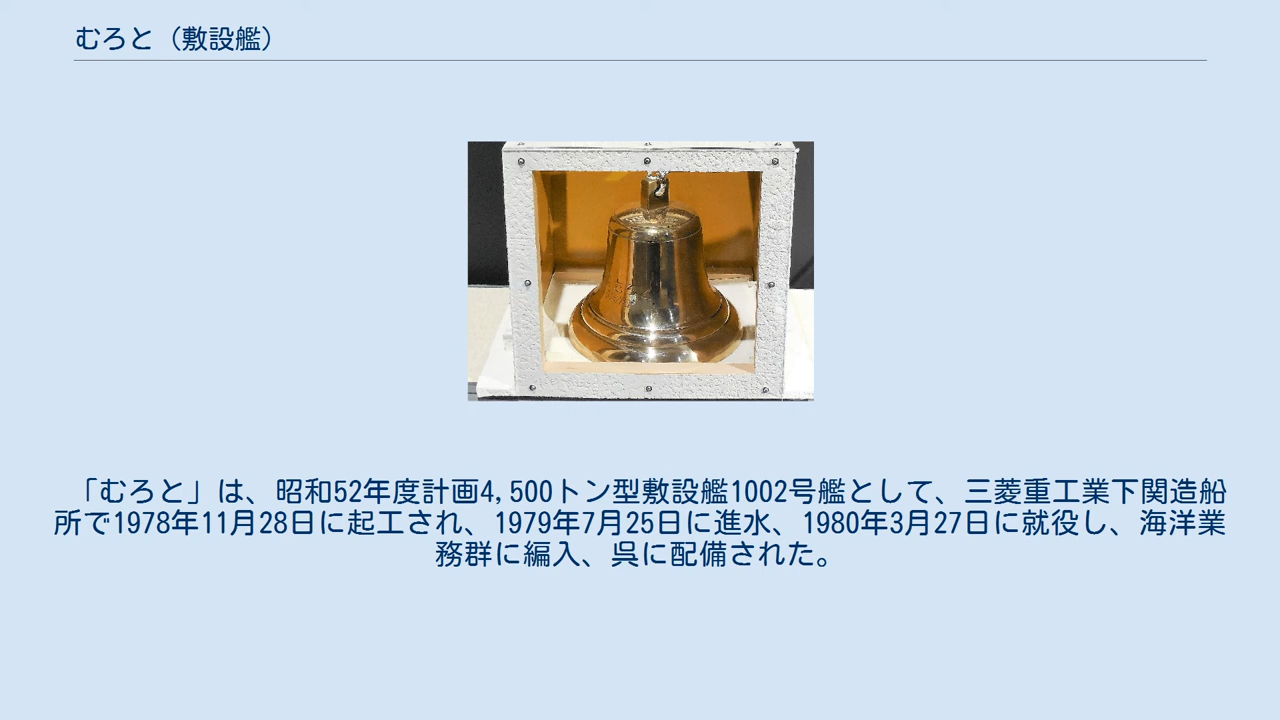 むろと（敷設艦）
「むろと」は、昭和52年度計画4,500トン型敷設艦1002号艦として、三菱重工業下関造船
所で1978年11月28日に起工され、1979年7月25日に進水、1980年3月27日に就役し、海洋業
務群に編入、呉に配備された。